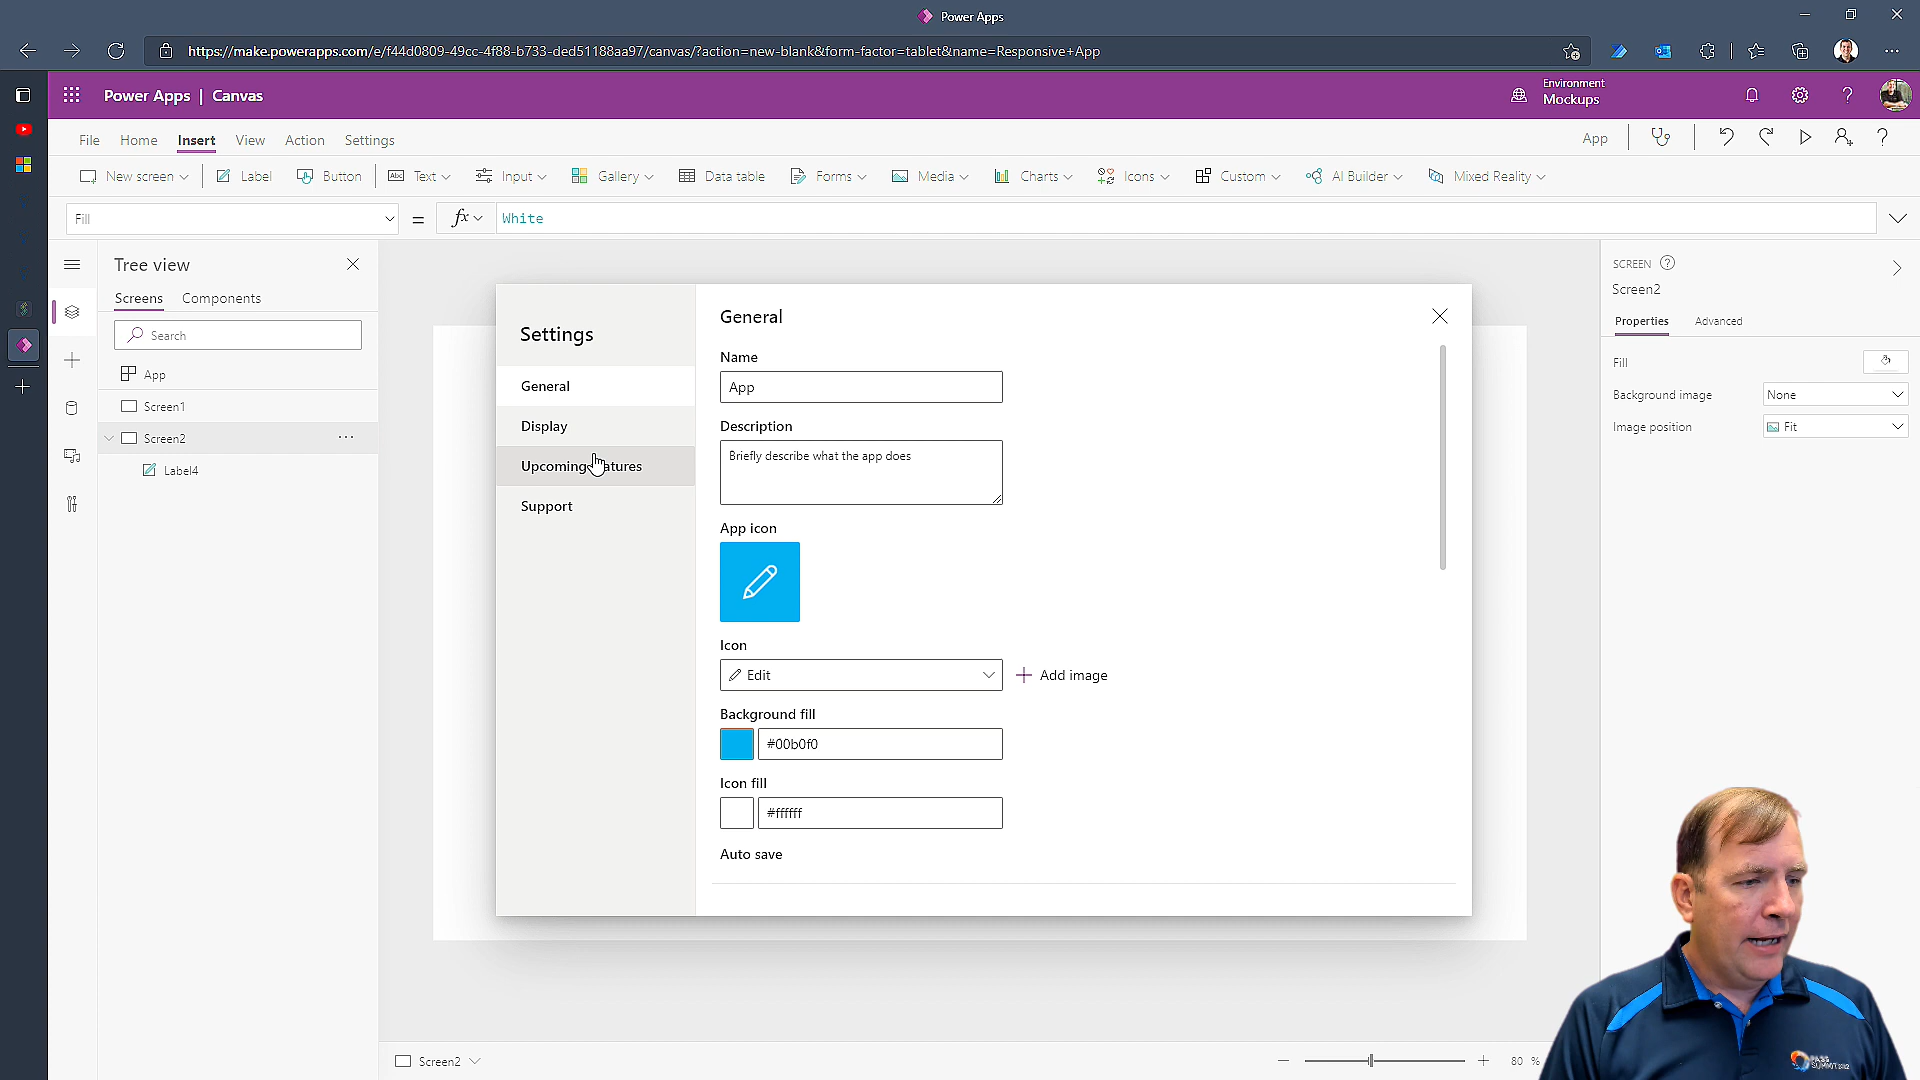 Power Apps
https://make.powerapps.com/e/f44d0809-49cc-4f88-b733-ded51188aa97/canvas/?action=new-blank&form-factor=tablet&name=Responsive+App
Power Apps | Canvas
Environment
Mockups
File Home Insert View Action Settings
App
New screen Label Button Text Input Gallery Data table Forms Media Charts Icons Custom AI Builder Mixed Reality
Fill = fx White
Tree view
Screens Components
Search
App
Screen1
Screen2
Label4
Settings
General
Display
Upcoming
Support
General
Name
App
Description
Briefly describe what the app does
App icon
Icon
Edit
Add image
Background fill
#00b0f0
Icon fill
#ffffff
Auto save
SCREEN
Screen2
Properties Advanced
Fill
Background image None
Image position Fit
Screen2
80 %
PASS
SUMMIT